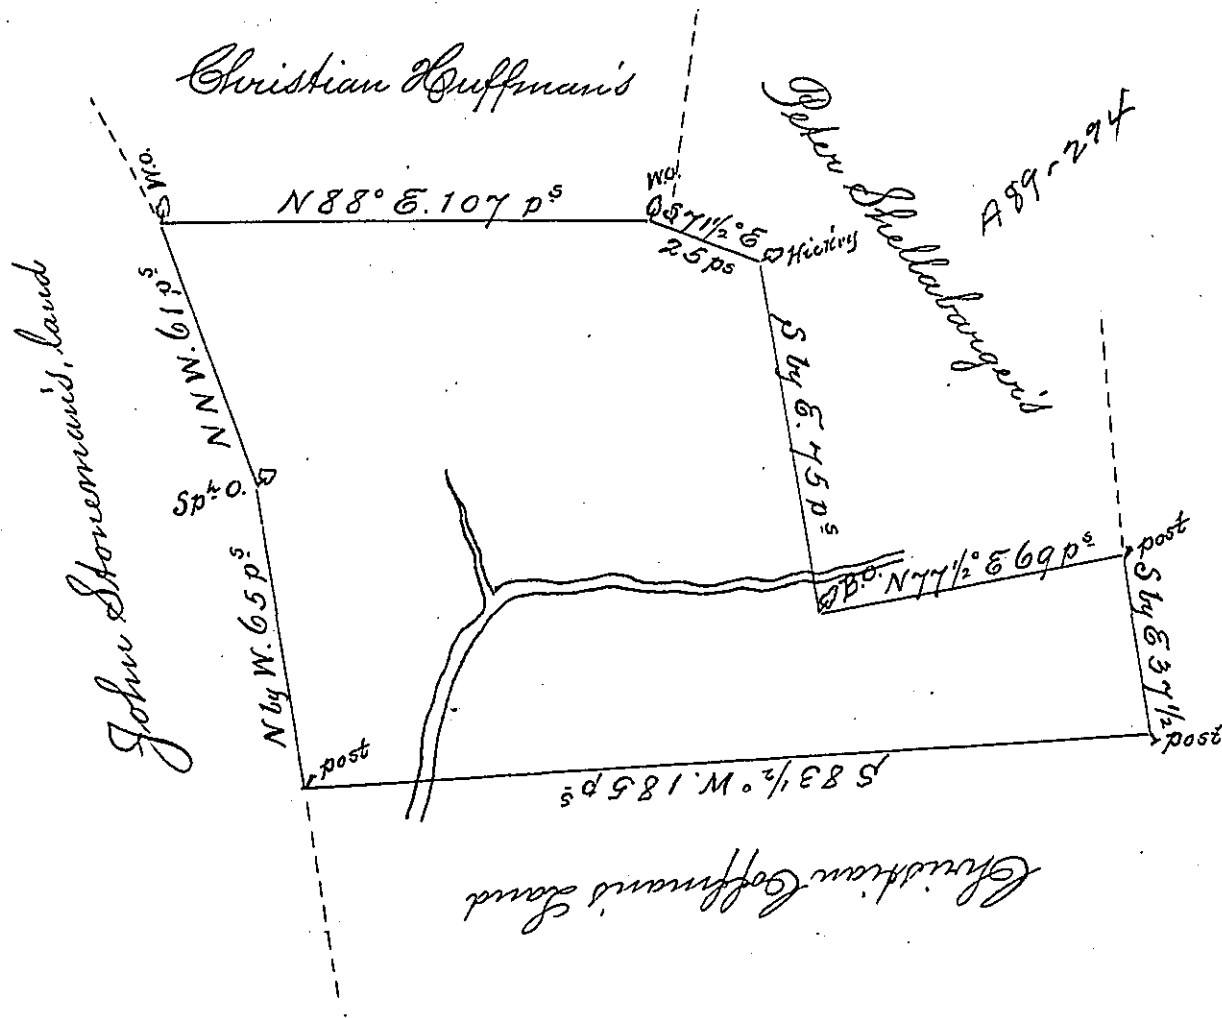 Christian Huffman's
W.O.
N 88° E. 107 pˢ
W.O.
S 71½° E
25 ps
Hickry
Peter Shellabarger's
A 89 - 294
S by E. 75 pˢ
B.O.
N 77½° E 69 pˢ
post
S by E 37½
post
S 83½° W. 185 pˢ
Christian Coffman's Land
post
N by W. 65 pˢ
Spʰ O.
NNW. 61 pˢ
John Stoneman's, land